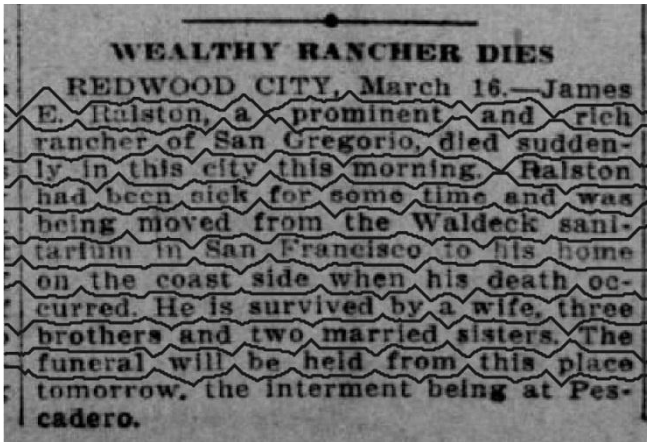 WEALTHY RANCHER DIES
REDWOOD CITY, March 16.—James
E. Ralston, a prominent and rich
rancher of San Gregorio, died sudden-
ly in this city this morning. Ralston
had been sick for some time and was
being moved from the Waldeck sani-
tarium in San Francisco to his home
on the coast side when his death oc-
curred. He is survived by a wife, three
brothers and two married sisters. The
funeral will be held from this place
tomorrow, the interment being at Pes-
cadero.